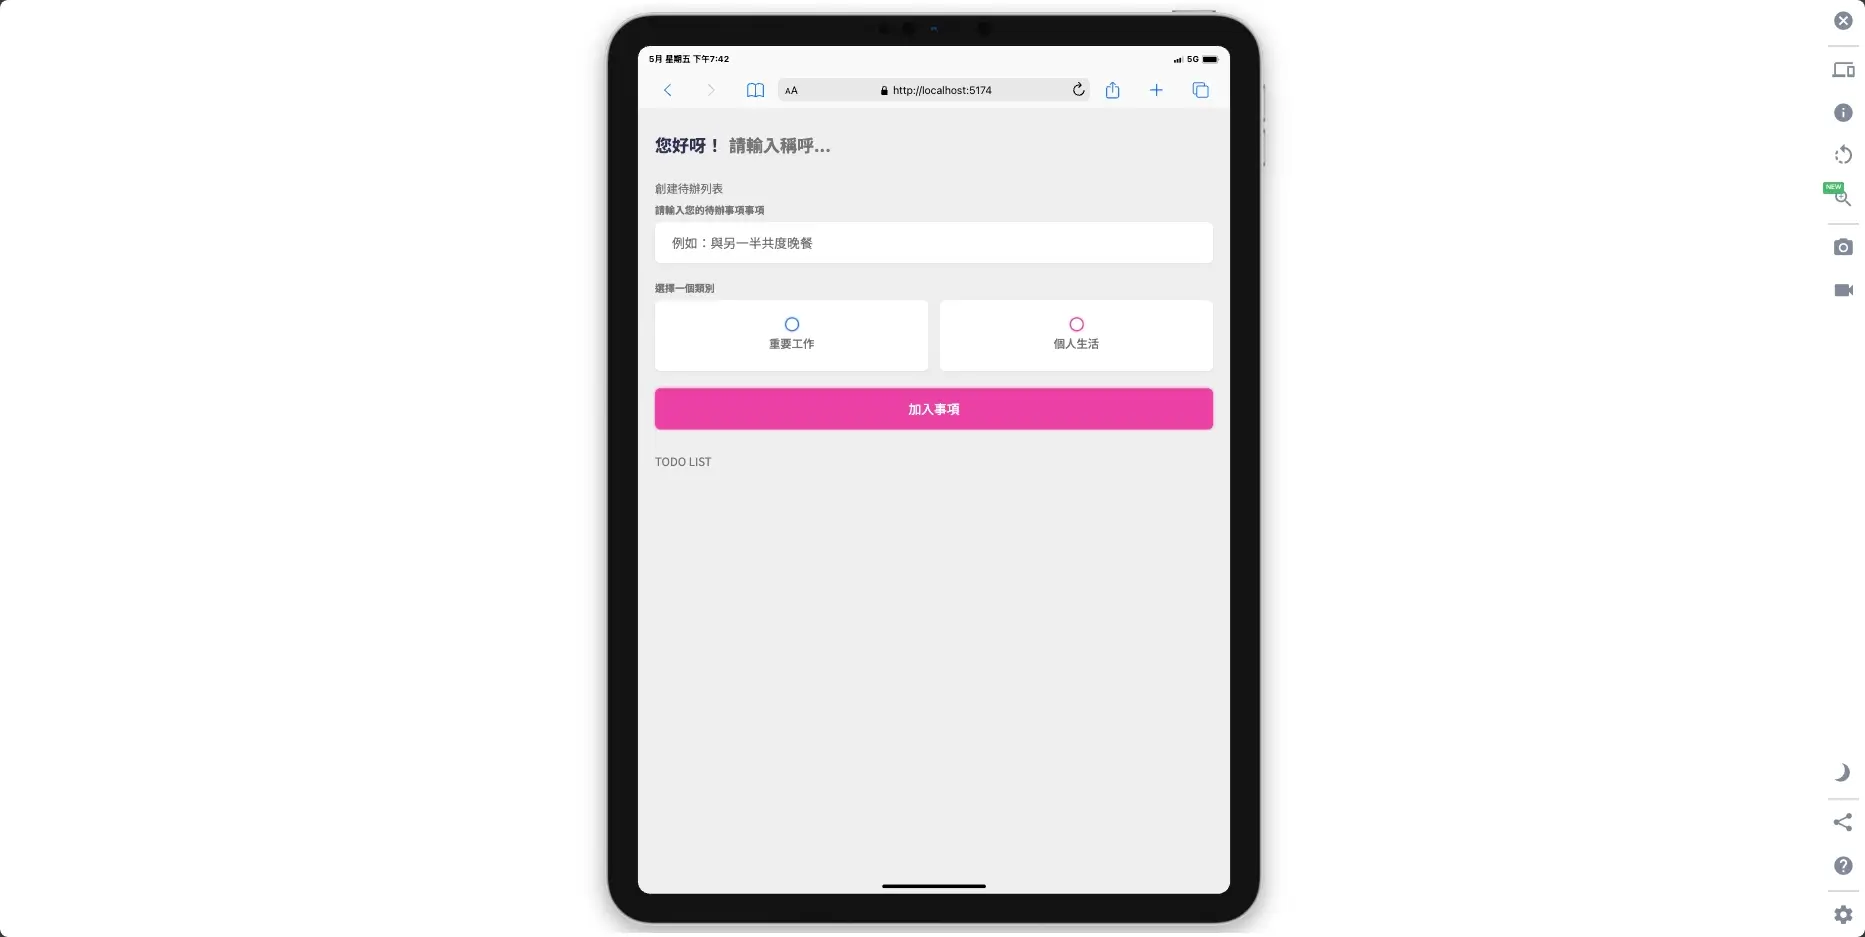 5月 星期五 下午7:42
5G
AA
http://localhost:5174
您好呀！ 請輸入稱呼...
創建待辦列表
請輸入您的待辦事項事項
例如：與另一半共度晚餐
選擇一個類別
重要工作
個人生活
加入事項
TODO LIST
NEW